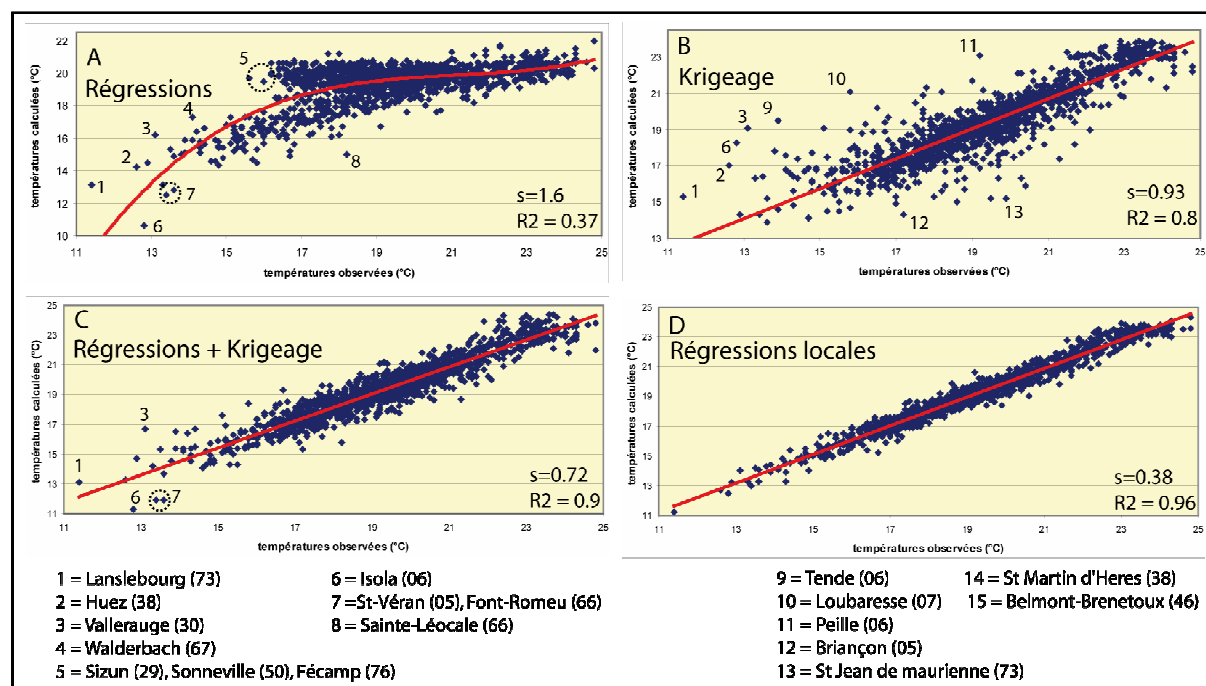 A
Régressions
températures calculées (°C)
22
20
18
16
14
12
10
11
13
15
17
19
21
23
25
températures observées (°C)
1
2
3
4
5
6
7
8
s=1.6
R2 = 0.37
B
Krigeage
températures calculées (°C)
23
21
19
17
15
13
11
13
15
17
19
21
23
25
températures observées (°C)
1
2
3
6
9
10
11
12
13
s=0.93
R2 = 0.8
C
Régressions + Krigeage
températures calculées (°C)
25
23
21
19
17
15
13
11
11
13
15
17
19
21
23
25
températures observées (°C)
1
3
6
7
s=0.72
R2 = 0.9
D
Régressions locales
températures calculées (°C)
25
23
21
19
17
15
13
11
11
13
15
17
19
21
23
25
températures observées (°C)
s=0.38
R2 = 0.96
1 = Lanslebourg (73)
2 = Huez (38)
3 = Vallerauge (30)
4 = Walderbach (67)
5 = Sizun (29), Sonneville (50), Fécamp (76)
6 = Isola (06)
7 =St-Véran (05), Font-Romeu (66)
8 = Sainte-Léocale (66)
9 = Tende (06)
10 = Loubaresse (07)
11 = Peille (06)
12 = Briançon (05)
13 = St Jean de maurienne (73)
14 = St Martin d'Heres (38)
15 = Belmont-Brenetoux (46)